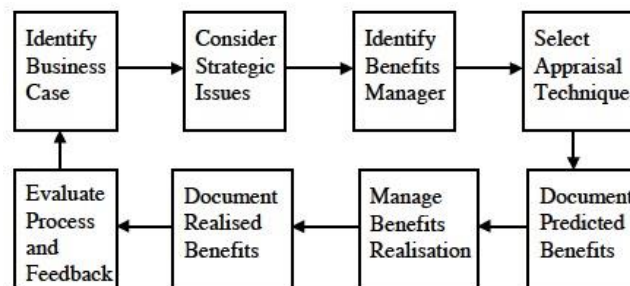 Identify
Business
Case
Consider
Strategic
Issues
Identify
Benefits
Manager
Select
Appraisal
Technique
Evaluate
Process
and
Feedback
Document
Realised
Benefits
Manage
Benefits
Realisation
Document
Predicted
Benefits